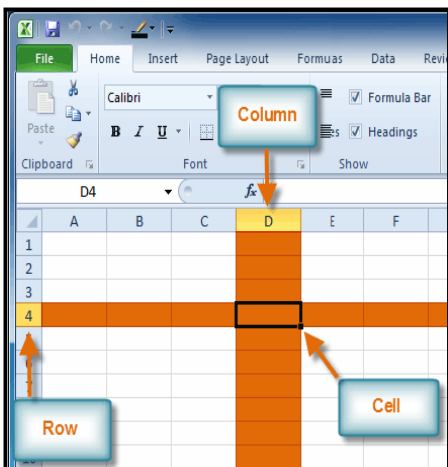 File Home Insert Page Layout Formuas Data Revi
Calibri Formula Bar
Column
Paste B I U Headings
Clipboard Font Show
D4 fx
A B C D E F
1
2
3
4
Cell
Row